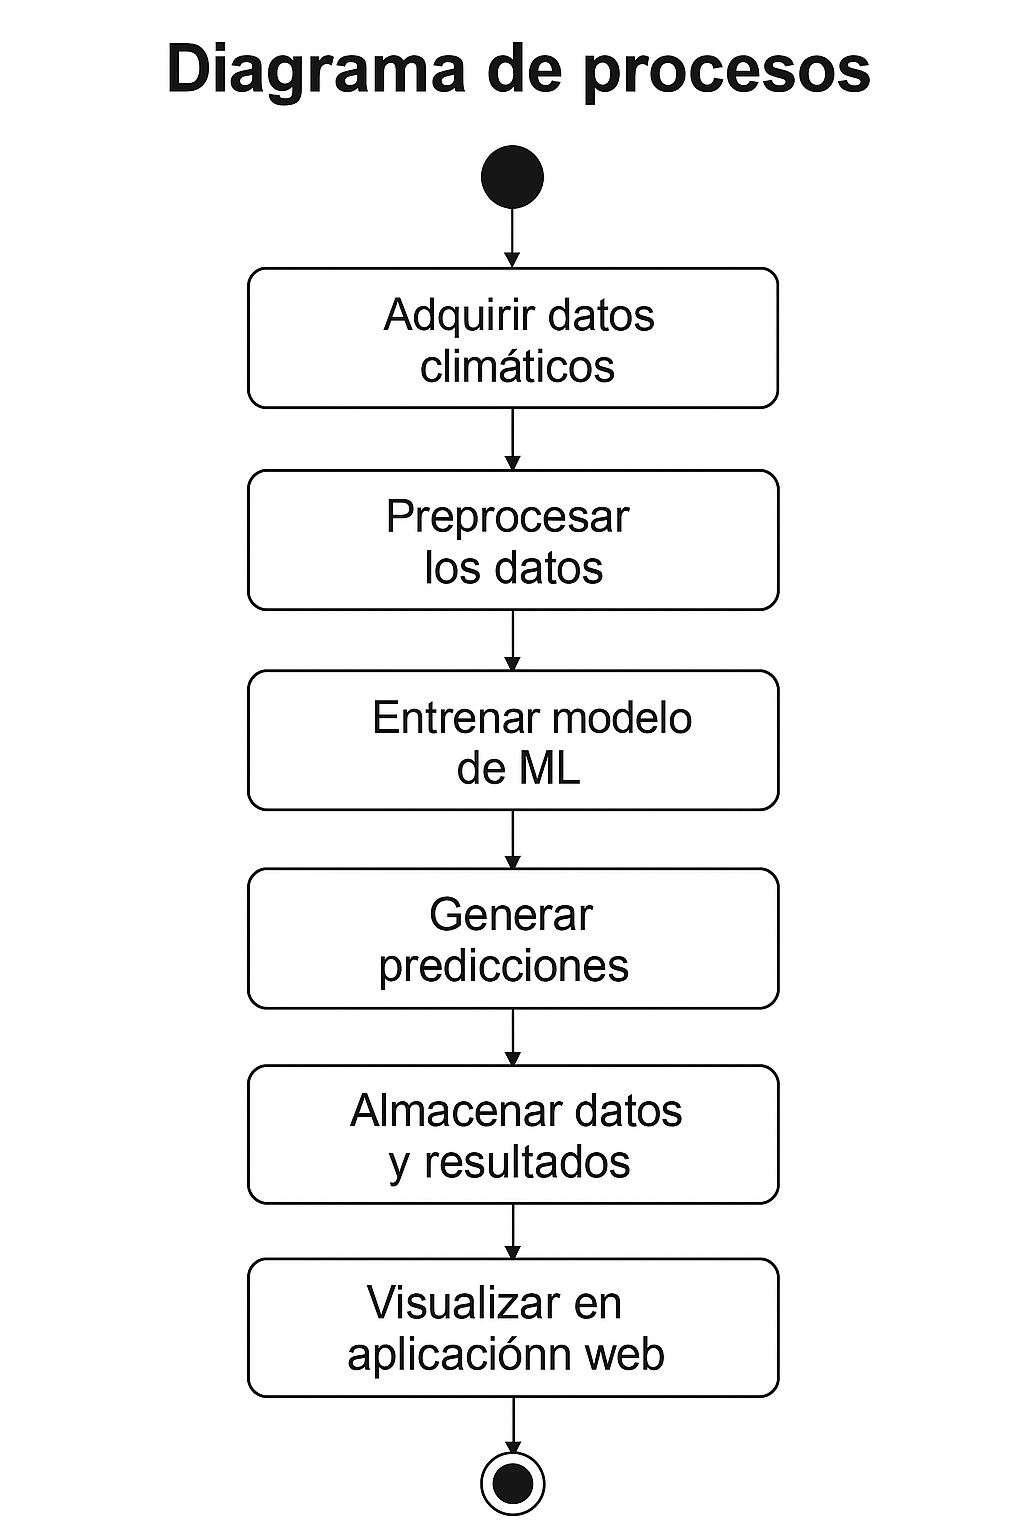 Diagrama de procesos
Adquirir datos
climáticos
Preprocesar
los datos
Entrenar modelo
de ML
Generar
predicciones
Almacenar datos
y resultados
Visualizar en
aplicaciónn web